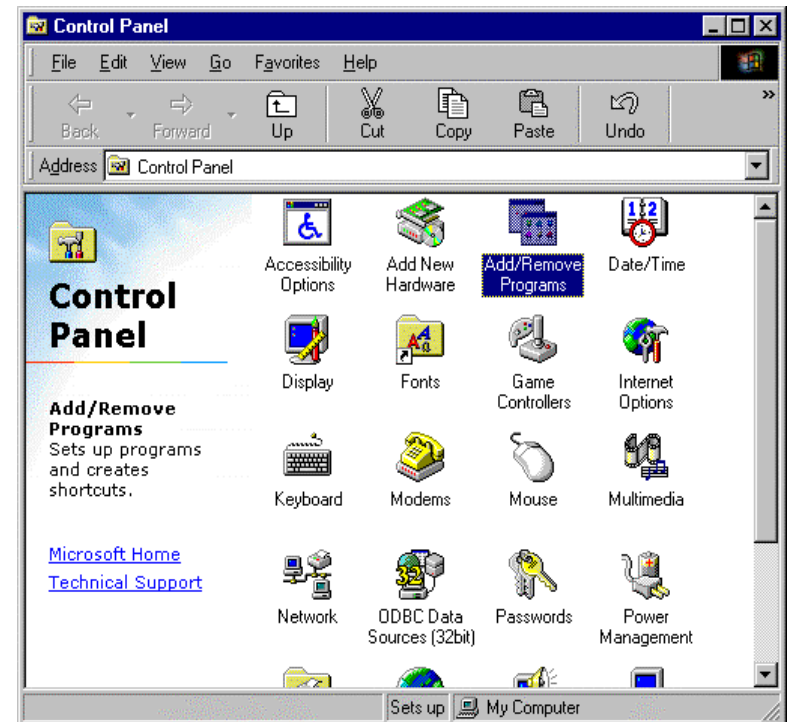 Control Panel
File Edit View Go Favorites Help
Back Forward Up Cut Copy Paste Undo »
Address Control Panel
Control
Panel
Add/Remove
Programs
Sets up programs
and creates
shortcuts.
Microsoft Home
Technical Support
Accessibility
Options
Add New
Hardware
Add/Remove
Programs
Date/Time
Display
Fonts
Game
Controllers
Internet
Options
Keyboard
Modems
Mouse
Multimedia
Network
ODBC Data
Sources (32bit)
Passwords
Power
Management
Sets up My Computer